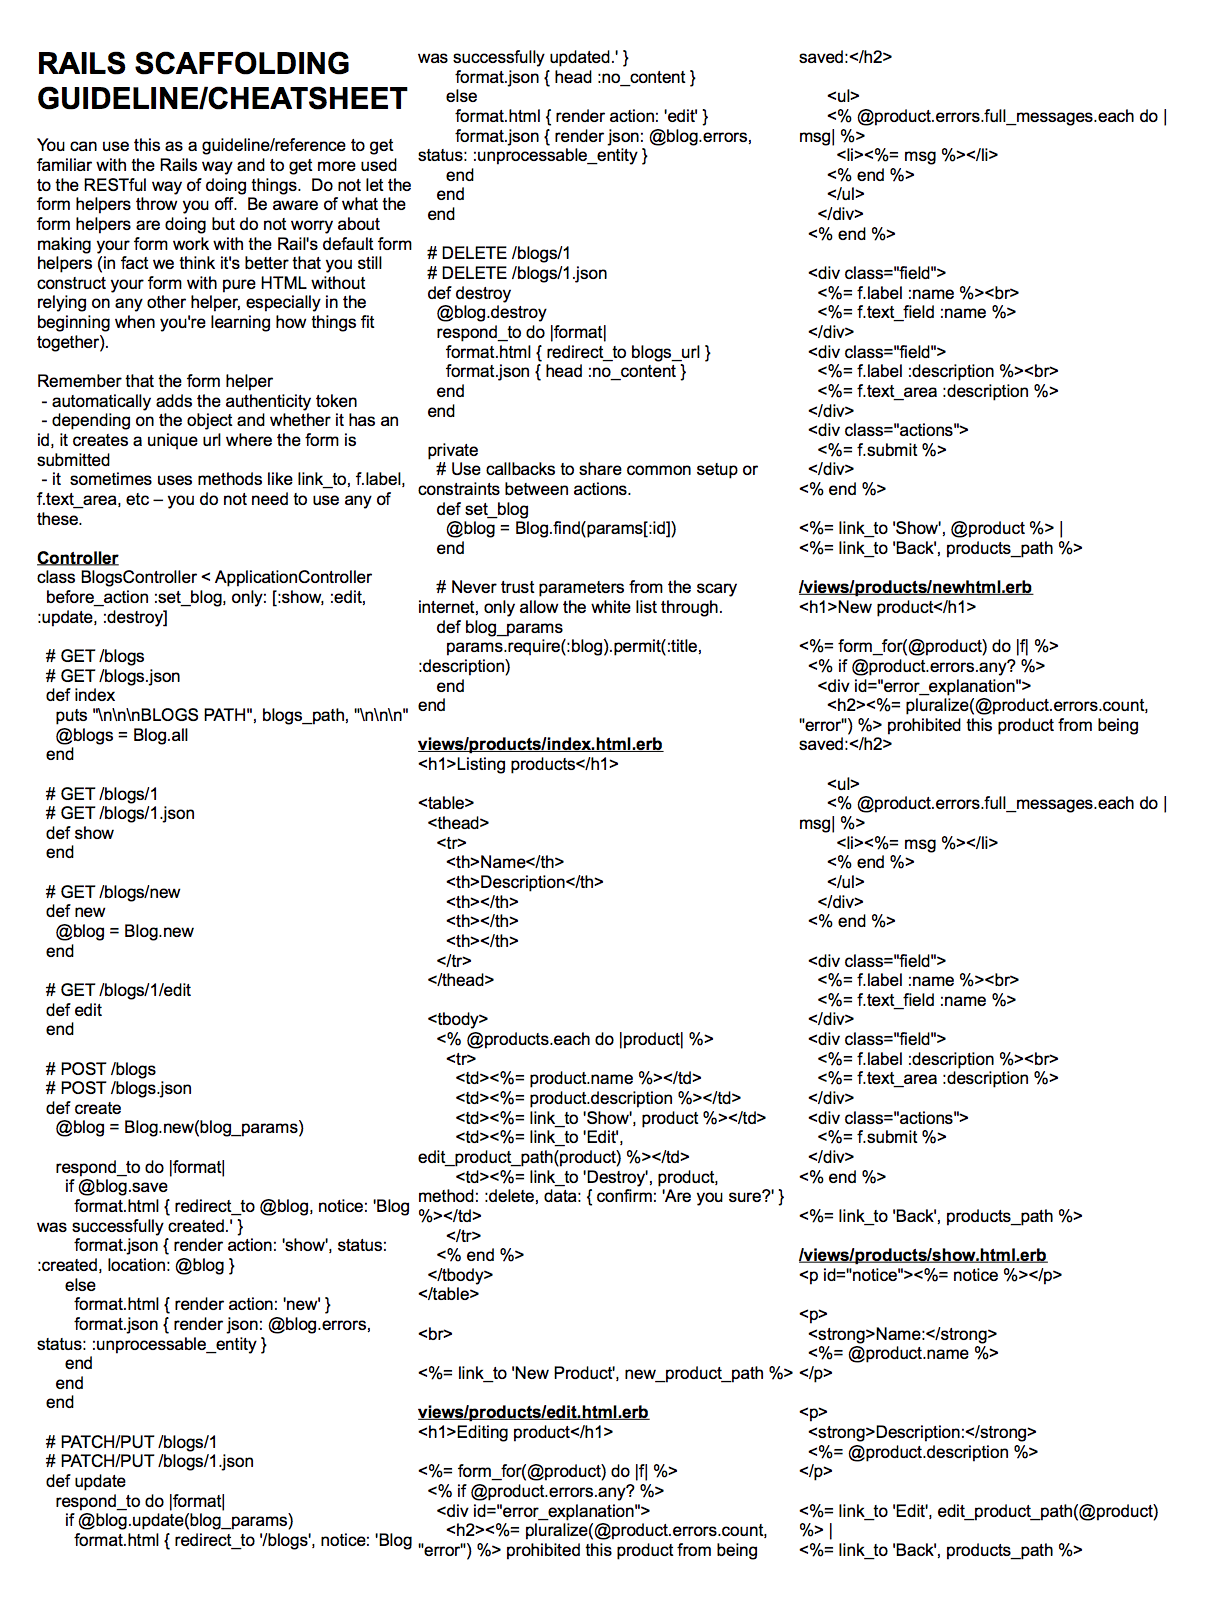 RAILS SCAFFOLDING
GUIDELINE/CHEATSHEET
You can use this as a guideline/reference to get
familiar with the Rails way and to get more used
to the RESTful way of doing things.  Do not let the
form helpers throw you off.  Be aware of what the
form helpers are doing but do not worry about
making your form work with the Rail's default form
helpers (in fact we think it's better that you still
construct your form with pure HTML without
relying on any other helper, especially in the
beginning when you're learning how things fit
together).
Remember that the form helper
- automatically adds the authenticity token
- depending on the object and whether it has an
id, it creates a unique url where the form is
submitted
- it  sometimes uses methods like link_to, f.label,
f.text_area, etc – you do not need to use any of
these.
Controller
class BlogsController < ApplicationController
before_action :set_blog, only: [:show, :edit,
:update, :destroy]
# GET /blogs
# GET /blogs.json
def index
puts "\n\n\nBLOGS PATH", blogs_path, "\n\n\n"
@blogs = Blog.all
end
# GET /blogs/1
# GET /blogs/1.json
def show
end
# GET /blogs/new
def new
@blog = Blog.new
end
# GET /blogs/1/edit
def edit
end
# POST /blogs
# POST /blogs.json
def create
@blog = Blog.new(blog_params)
respond_to do |format|
if @blog.save
format.html { redirect_to @blog, notice: 'Blog
was successfully created.' }
format.json { render action: 'show', status:
:created, location: @blog }
else
format.html { render action: 'new' }
format.json { render json: @blog.errors,
status: :unprocessable_entity }
end
end
end
# PATCH/PUT /blogs/1
# PATCH/PUT /blogs/1.json
def update
respond_to do |format|
if @blog.update(blog_params)
format.html { redirect_to '/blogs', notice: 'Blog
was successfully updated.' }
format.json { head :no_content }
else
format.html { render action: 'edit' }
format.json { render json: @blog.errors,
status: :unprocessable_entity }
end
end
end
# DELETE /blogs/1
# DELETE /blogs/1.json
def destroy
@blog.destroy
respond_to do |format|
format.html { redirect_to blogs_url }
format.json { head :no_content }
end
end
private
# Use callbacks to share common setup or
constraints between actions.
def set_blog
@blog = Blog.find(params[:id])
end
# Never trust parameters from the scary
internet, only allow the white list through.
def blog_params
params.require(:blog).permit(:title,
:description)
end
end
views/products/index.html.erb
<h1>Listing products</h1>
<table>
<thead>
<tr>
<th>Name</th>
<th>Description</th>
<th></th>
<th></th>
<th></th>
</tr>
</thead>
<tbody>
<% @products.each do |product| %>
<tr>
<td><%= product.name %></td>
<td><%= product.description %></td>
<td><%= link_to 'Show', product %></td>
<td><%= link_to 'Edit',
edit_product_path(product) %></td>
<td><%= link_to 'Destroy', product,
method: :delete, data: { confirm: 'Are you sure?' }
%></td>
</tr>
<% end %>
</tbody>
</table>
<br>
<%= link_to 'New Product', new_product_path %>
views/products/edit.html.erb
<h1>Editing product</h1>
<%= form_for(@product) do |f| %>
<% if @product.errors.any? %>
<div id="error_explanation">
<h2><%= pluralize(@product.errors.count,
"error") %> prohibited this product from being
saved:</h2>
<ul>
<% @product.errors.full_messages.each do |
msg| %>
<li><%= msg %></li>
<% end %>
</ul>
</div>
<% end %>
<div class="field">
<%= f.label :name %><br>
<%= f.text_field :name %>
</div>
<div class="field">
<%= f.label :description %><br>
<%= f.text_area :description %>
</div>
<div class="actions">
<%= f.submit %>
</div>
<% end %>
<%= link_to 'Show', @product %> |
<%= link_to 'Back', products_path %>
/views/products/newhtml.erb
<h1>New product</h1>
<%= form_for(@product) do |f| %>
<% if @product.errors.any? %>
<div id="error_explanation">
<h2><%= pluralize(@product.errors.count,
"error") %> prohibited this product from being
saved:</h2>
<ul>
<% @product.errors.full_messages.each do |
msg| %>
<li><%= msg %></li>
<% end %>
</ul>
</div>
<% end %>
<div class="field">
<%= f.label :name %><br>
<%= f.text_field :name %>
</div>
<div class="field">
<%= f.label :description %><br>
<%= f.text_area :description %>
</div>
<div class="actions">
<%= f.submit %>
</div>
<% end %>
<%= link_to 'Back', products_path %>
/views/products/show.html.erb
<p id="notice"><%= notice %></p>
<p>
<strong>Name:</strong>
<%= @product.name %>
</p>
<p>
<strong>Description:</strong>
<%= @product.description %>
</p>
<%= link_to 'Edit', edit_product_path(@product)
%> |
<%= link_to 'Back', products_path %>